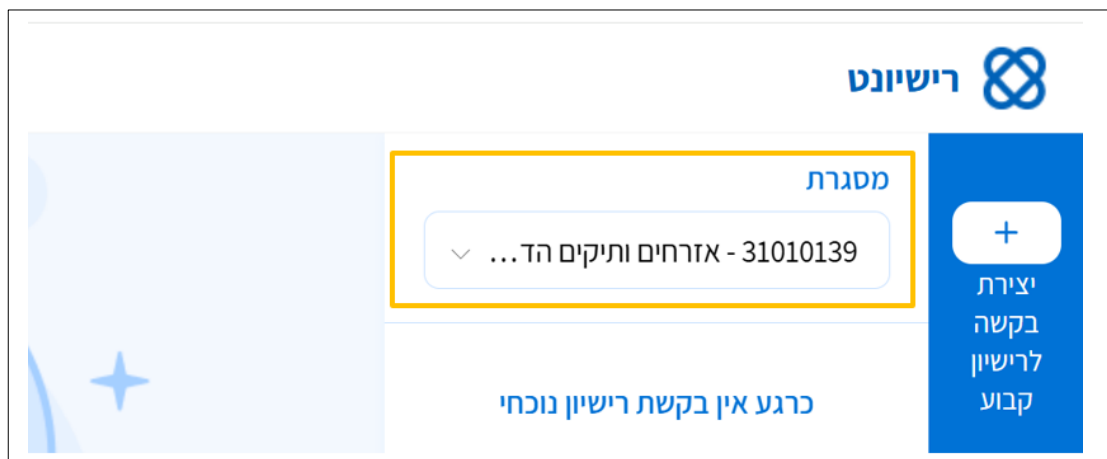 רישיונט
מסגרת
31010139 - אזרחים ותיקים הד...
+
יצירת
בקשה
לרישיון
קבוע
כרגע אין בקשת רישיון נוכחי